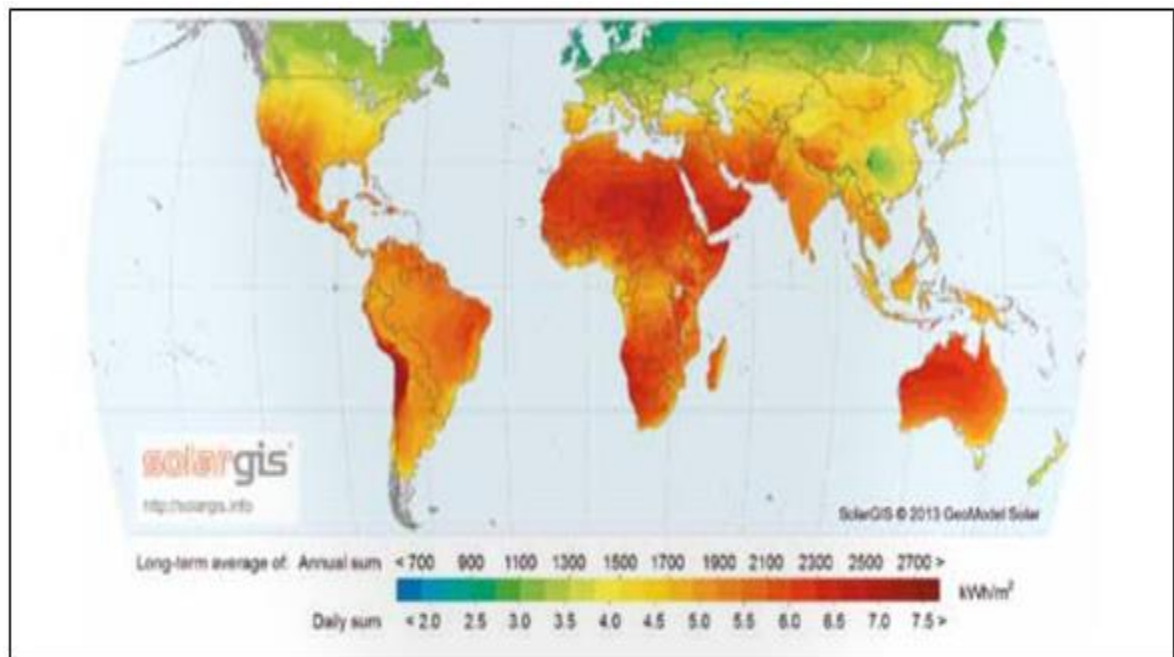 solargis
http://solargis.info
SolarGIS © 2013 GeoModel Solar
Long-term average of: Annual sum < 700 900 1100 1300 1500 1700 1900 2100 2300 2500 2700 > kWh/m²
Daily sum < 2.0 2.5 3.0 3.5 4.0 4.5 5.0 5.5 6.0 6.5 7.0 7.5 >